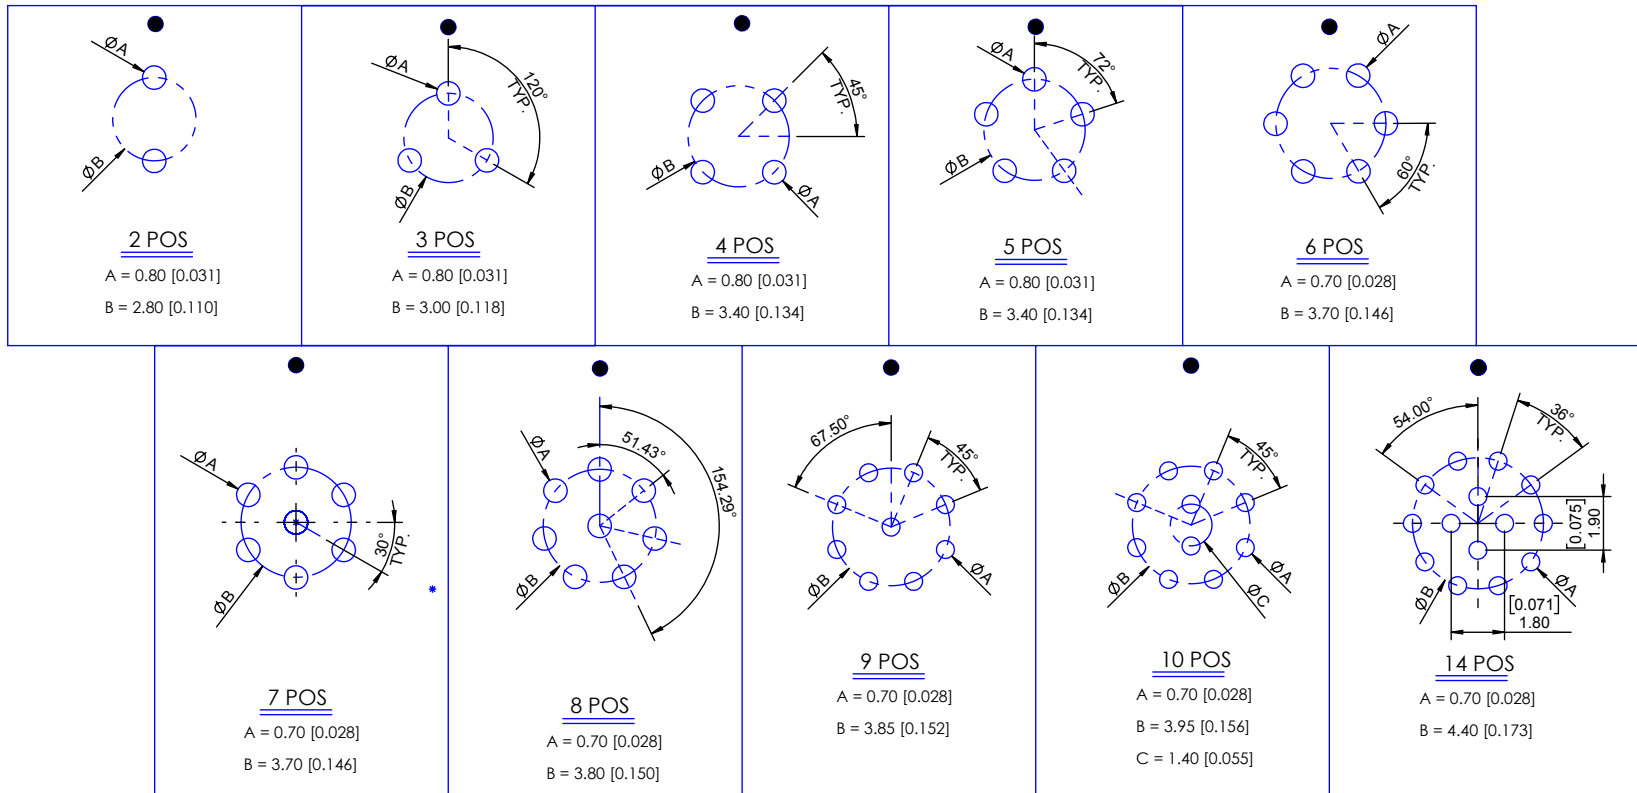 ØA
ØB
2 POS
A = 0.80 [0.031]
B = 2.80 [0.110]
ØA
120°
TYP.
ØB
3 POS
A = 0.80 [0.031]
B = 3.00 [0.118]
45°
ØB
ØA
4 POS
A = 0.80 [0.031]
B = 3.40 [0.134]
ØA
72°
TYP.
ØB
5 POS
A = 0.80 [0.031]
B = 3.40 [0.134]
ØA
60°
TYP.
6 POS
A = 0.70 [0.028]
B = 3.70 [0.146]
ØA
30°
TYP.
ØB
7 POS
A = 0.70 [0.028]
B = 3.70 [0.146]
ØA
51.43°
154.29°
ØB
8 POS
A = 0.70 [0.028]
B = 3.80 [0.150]
67.50°
45°
TYP.
ØB
ØA
9 POS
A = 0.70 [0.028]
B = 3.85 [0.152]
45°
TYP.
ØB
ØA
ØC
10 POS
A = 0.70 [0.028]
B = 3.95 [0.156]
C = 1.40 [0.055]
54.00°
36°
TYP.
[0.075]
1.90
ØB
ØA
[0.071]
1.80
14 POS
A = 0.70 [0.028]
B = 4.40 [0.173]